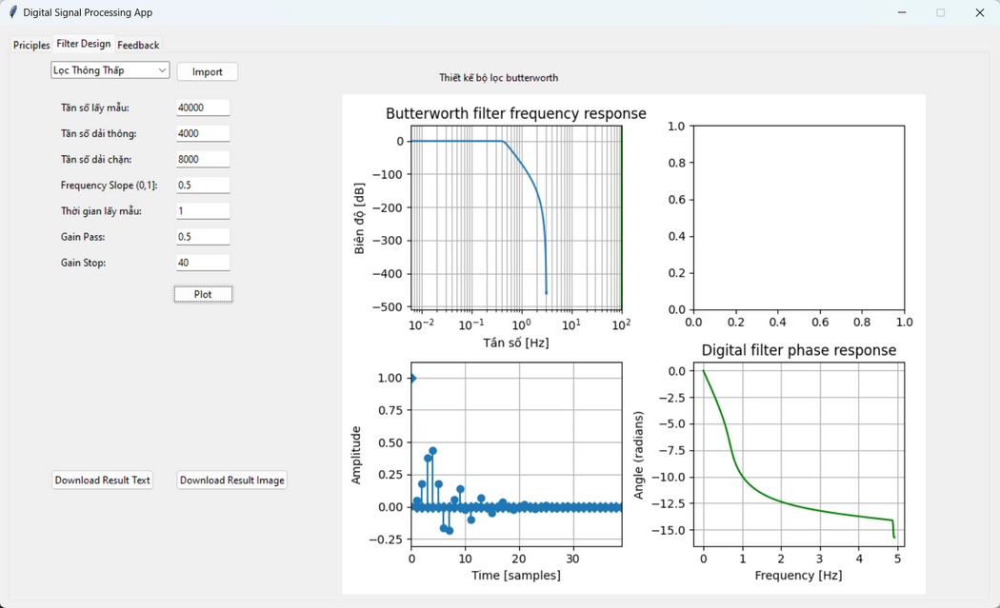 Digital Signal Processing App
Priciples Filter Design Feedback
Lọc Thông Thấp
Import
Thiết kế bộ lọc butterworth
Tần số lấy mẫu: 40000
Tần số dải thông: 4000
Tần số dải chặn: 8000
Frequency Slope (0,1]: 0.5
Thời gian lấy mẫu: 1
Gain Pass: 0.5
Gain Stop: 40
Plot
Download Result Text
Download Result Image
Butterworth filter frequency response
Biên độ [dB]
0
−100
−200
−300
−400
−500
10⁻² 10⁻¹ 10⁰ 10¹ 10²
Tần số [Hz]
1.0
0.8
0.6
0.4
0.2
0.0
0.0 0.2 0.4 0.6 0.8 1.0
Amplitude
1.00
0.75
0.50
0.25
0.00
−0.25
0 10 20 30
Time [samples]
Digital filter phase response
Angle (radians)
0.0
−2.5
−5.0
−7.5
−10.0
−12.5
−15.0
0 1 2 3 4 5
Frequency [Hz]